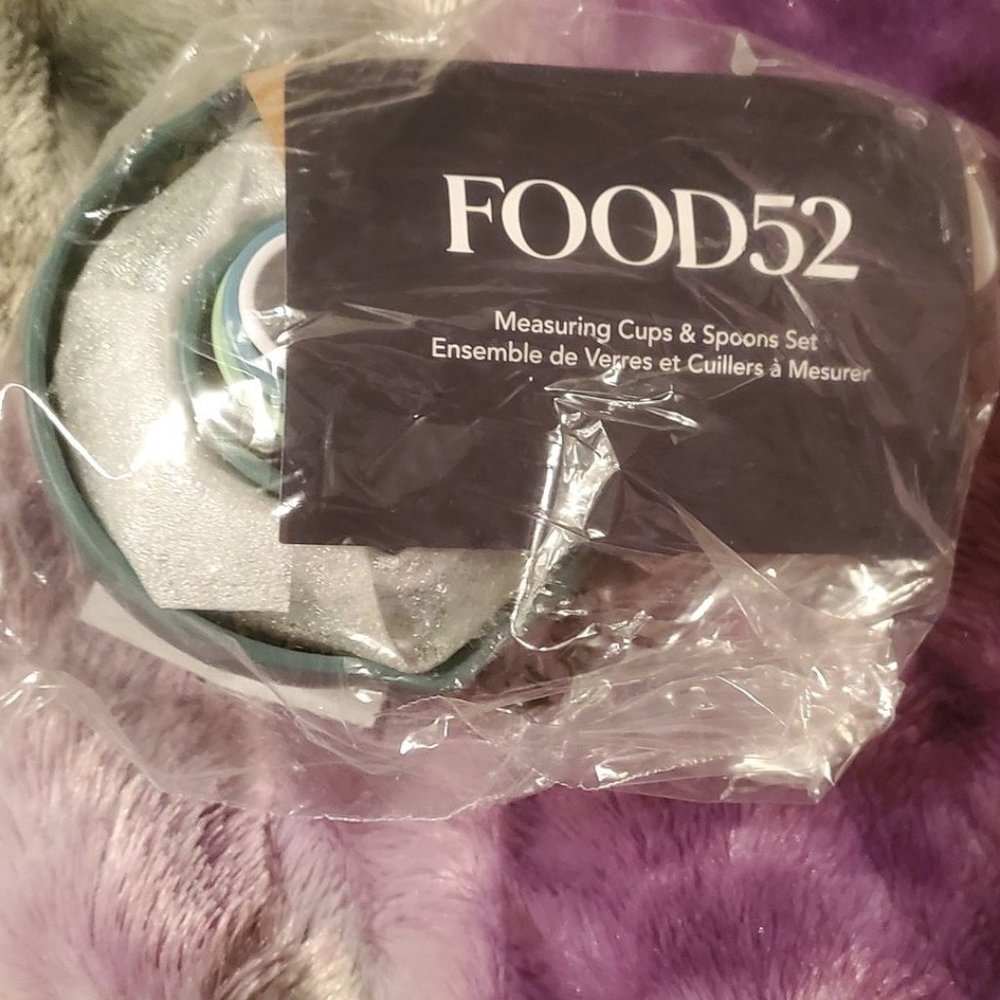 FOOD52
Measuring Cups & Spoons Set
Ensemble de Verres et Cuillers à Mesurer